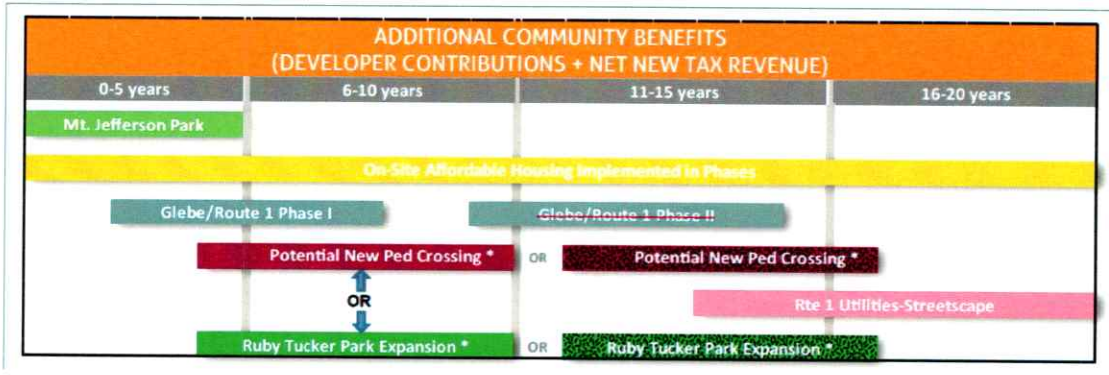 ADDITIONAL COMMUNITY BENEFITS
(DEVELOPER CONTRIBUTIONS + NET NEW TAX REVENUE)
0-5 years
6-10 years
11-15 years
16-20 years
Mt. Jefferson Park
On-Site Affordable Housing Implemented in Phases
Glebe/Route 1 Phase I
Glebe/Route 1 Phase II
Potential New Ped Crossing *
OR
Potential New Ped Crossing *
OR
Rte 1 Utilities-Streetscape
Ruby Tucker Park Expansion *
OR
Ruby Tucker Park Expansion *